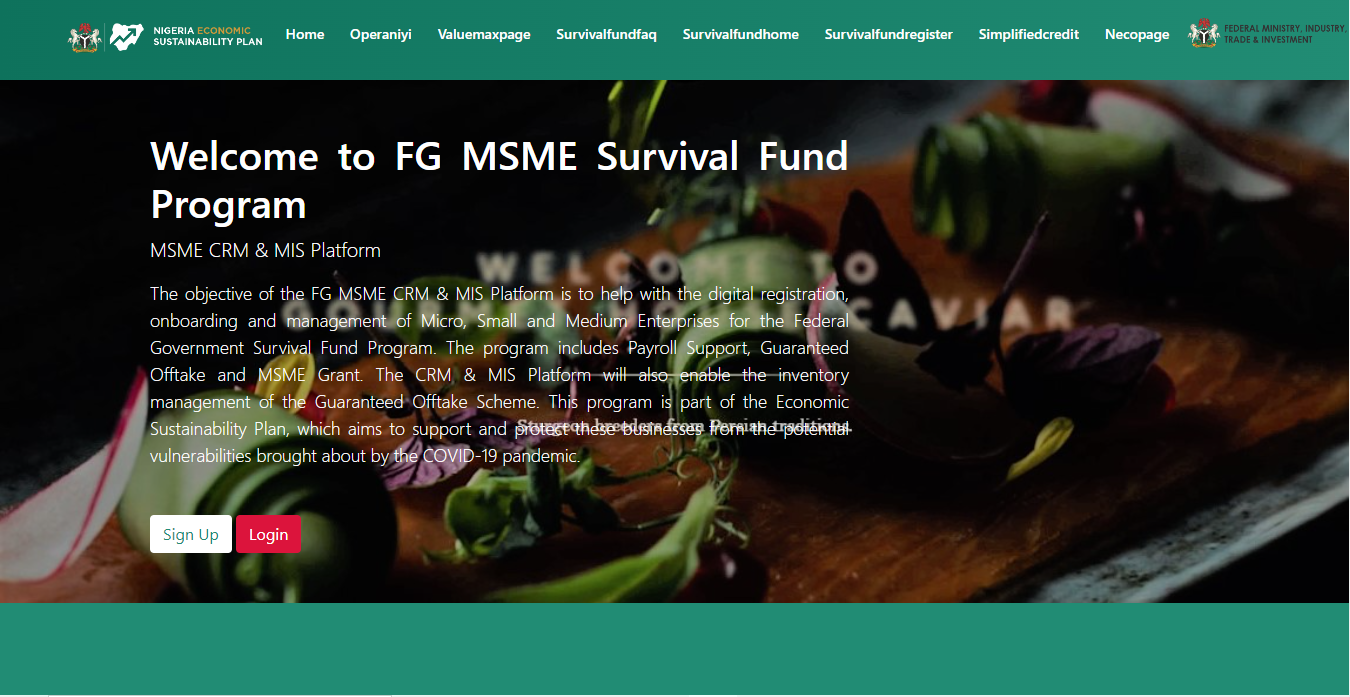 NIGERIA ECONOMIC
SUSTAINABILITY PLAN
Home Operaniyi Valuemaxpage Survivalfundfaq Survivalfundhome Survivalfundregister Simplifiedcredit Necopage
FEDERAL MINISTRY, INDUSTRY,
TRADE & INVESTMENT
Welcome to FG MSME Survival Fund
Program
MSME CRM & MIS Platform
WELCOME TO
CAVIAR
The objective of the FG MSME CRM & MIS Platform is to help with the digital registration,
onboarding and management of Micro, Small and Medium Enterprises for the Federal
Government Survival Fund Program. The program includes Payroll Support, Guaranteed
Offtake and MSME Grant. The CRM & MIS Platform will also enable the inventory
management of the Guaranteed Offtake Scheme. This program is part of the Economic
Sustainability Plan, which aims to support and protect these businesses from the potential
Sturgeon breeders from Persian traditions.
vulnerabilities brought about by the COVID-19 pandemic.
Sign Up Login